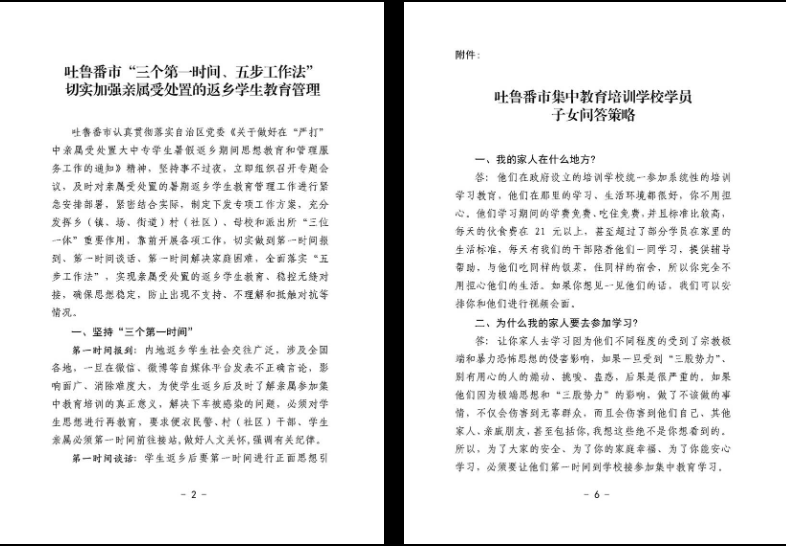 吐鲁番市“三个第一时间、五步工作法”
切实加强亲属受处置的返乡学生教育管理
吐鲁番市认真贯彻落实自治区党委《关于做好在“严打”
中亲属受处置大中专学生暑假返乡期间思想教育和管理服
务工作的通知》精神，坚持事不过夜，立即组织召开专题会
议，及时对亲属受处置的暑期返乡学生教育管理工作进行紧
急安排部署，紧密结合实际，制定下发专项工作方案，充分
发挥乡（镇、场、街道）村（社区）、母校和派出所“三位
一体”重要作用，靠前开展各项工作，切实做到第一时间报
到、第一时间谈话、第一时间解决家庭困难，全面落实“五
步工作法”，实现亲属受处置的返乡学生教育、稳控无缝对
接，确保思想稳定，防止出现不支持、不理解和抵触对抗等
情况。
一、坚持“三个第一时间”
第一时间报到：内地返乡学生社会交往广泛，涉及全国
各地，一旦在微信、微博等自媒体平台发表不正确言论，影
响面广、消除难度大，为使学生返乡后及时了解亲属参加集
中教育培训的真正意义，解决下车被感染的问题，必须对学
生思想进行再教育，要求便衣民警、村（社区）干部、学生
亲属必须第一时间前往接站，做好人文关怀，强调有关纪律。
第一时间谈话：学生返乡后要第一时间进行正面思想引
- 2 -
附件：
吐鲁番市集中教育培训学校学员
子女问答策略
一、我的家人在什么地方？
答：他们在政府设立的培训学校统一参加系统性的培训
学习教育，他们在那里的学习、生活环境都很好，你不用担
心。他们学习期间的学费免费、吃住免费，并且标准比较高，
每天的伙食费在 21 元以上，甚至超过了部分学员在家里的
生活标准，每天有我们的干部陪着他们一同学习，提供辅导
帮助，与他们吃同样的饭菜，住同样的宿舍，所以你完全不
用担心他们的生活。如果你想见一见他们的话，我们可以安
排你和他们进行视频会面。
二、为什么我的家人要去参加学习？
答：让你家人去学习因为他们不同程度的受到了宗教极
端和暴力恐怖思想的侵害影响，如果一旦受到“三股势力”、
别有用心的人的煽动、挑唆、蛊惑，后果是很严重的。如果
他们因为极端思想和“三股势力”的影响，做了不该做的事
情，不仅会伤害到无辜群众，而且会伤害到他们自己、其他
家人、亲戚朋友，甚至包括你，我想这些绝不是你想看到的。
所以，为了大家的安全、为了你的家庭幸福、为了你能安心
学习，必须要让他们第一时间到学校接参加集中教育学习。
- 6 -